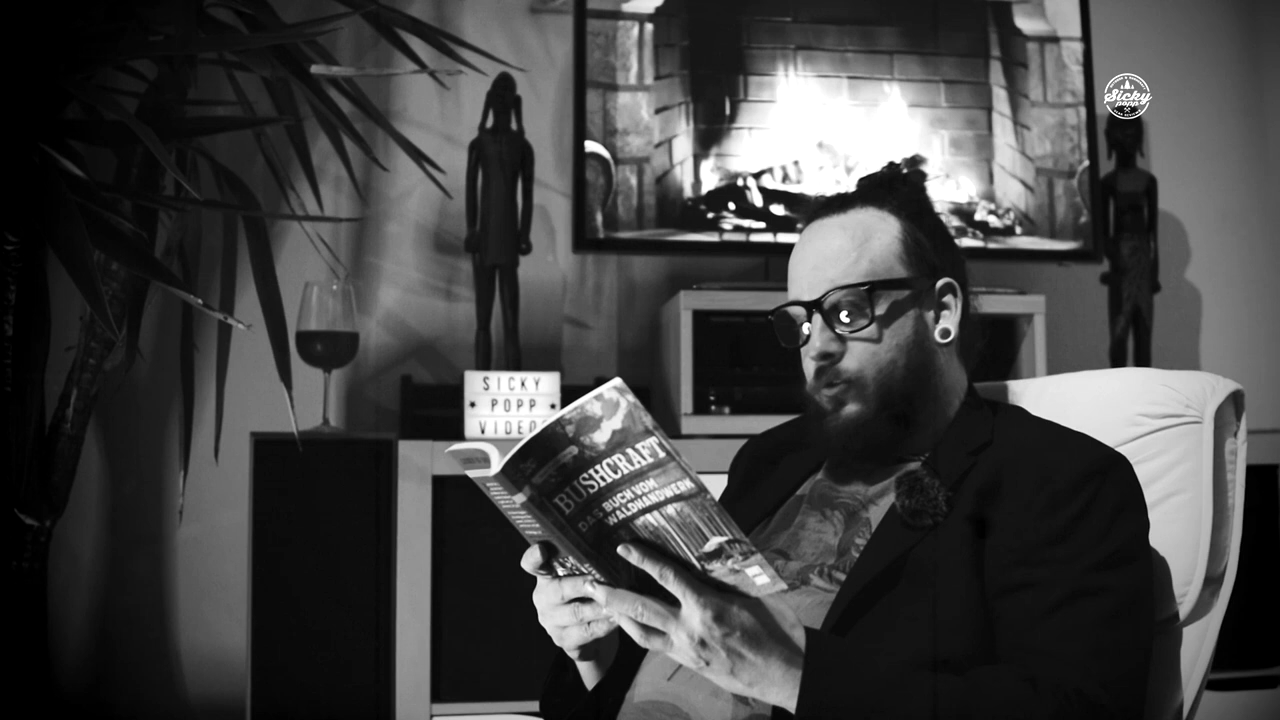 Sicky
popp
SICKY
POPP
VIDEO
BUSHCRAFT
DAS BUCH VOM
WALDHANDWERK